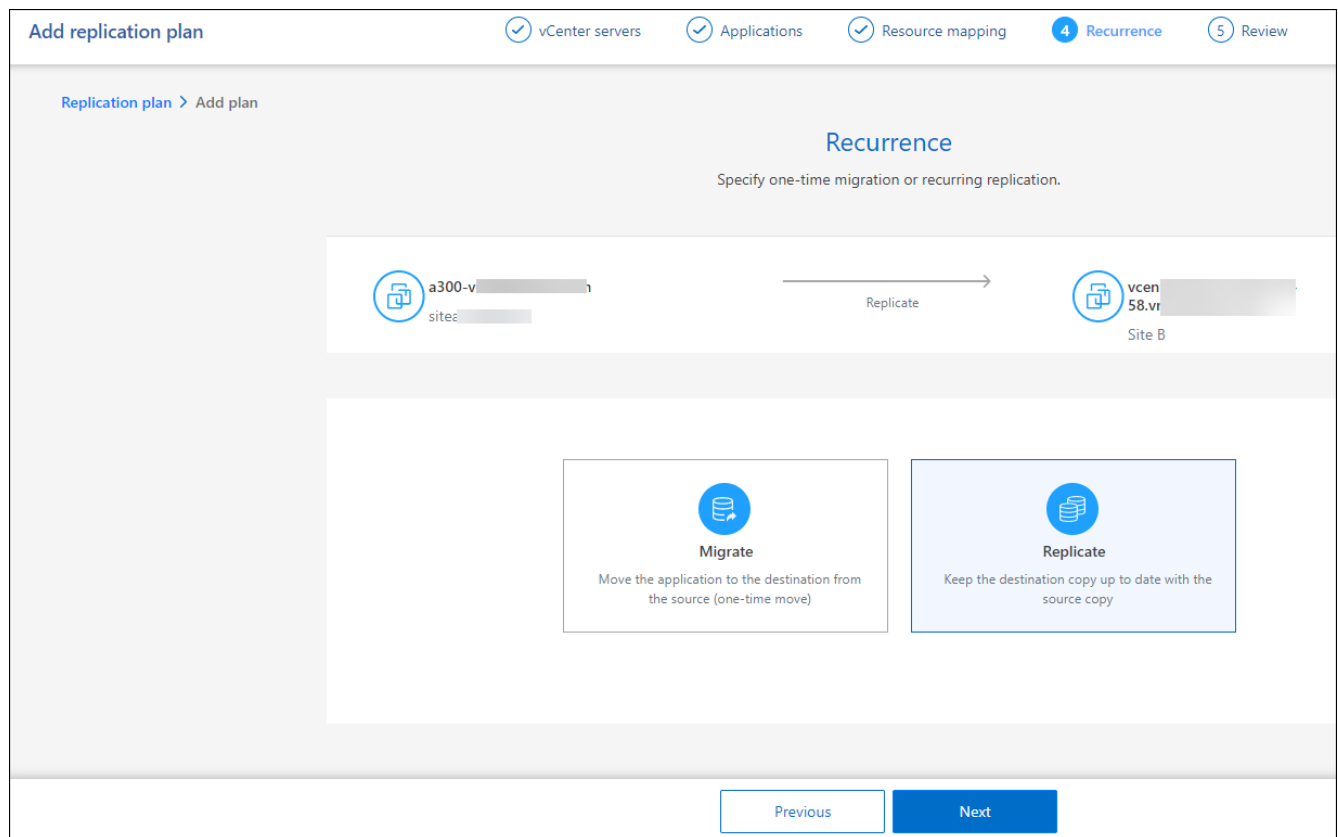 Add replication plan
vCenter servers
Applications
Resource mapping
4 Recurrence
5 Review
Replication plan > Add plan
Recurrence
Specify one-time migration or recurring replication.
a300-v
sitea
Replicate
vcen
58.vr
Site B
Migrate
Move the application to the destination from
the source (one-time move)
Replicate
Keep the destination copy up to date with the
source copy
Previous
Next